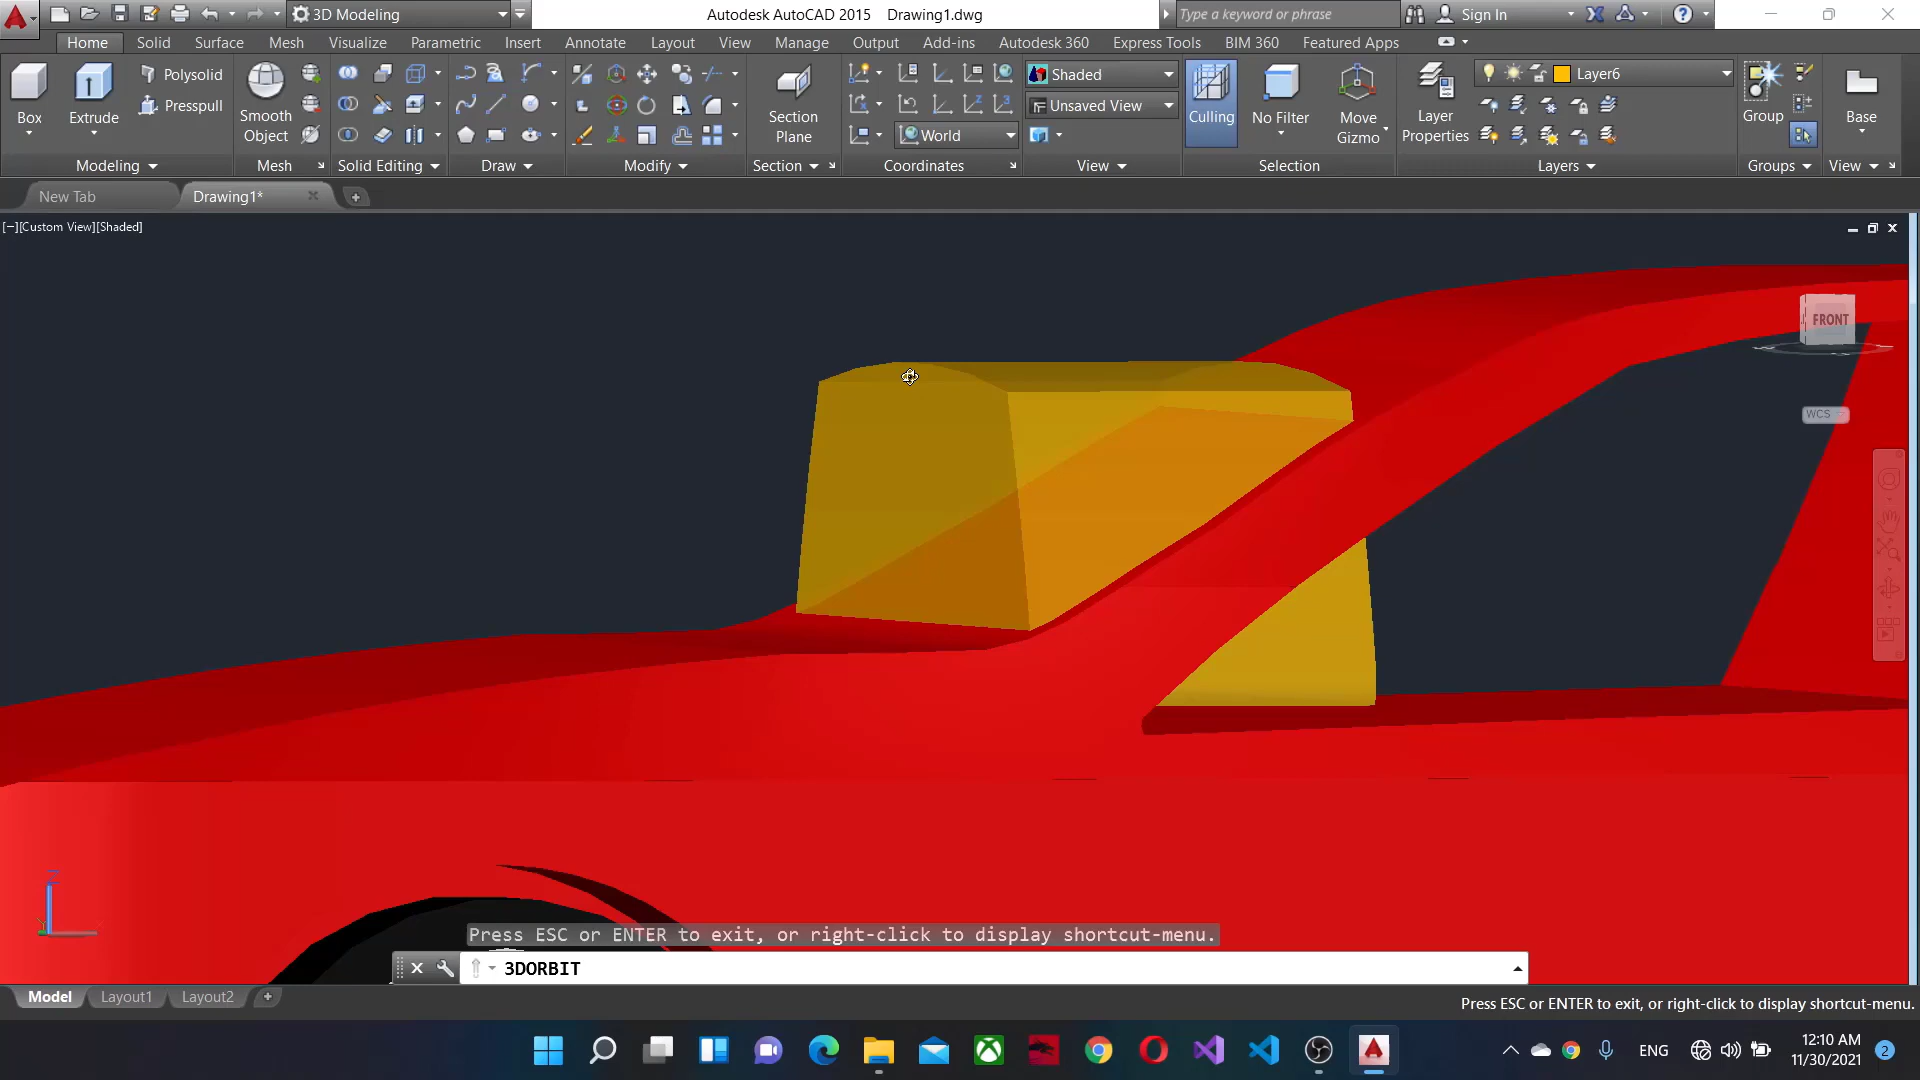 3D Modeling
Autodesk AutoCAD 2015 Drawing1.dwg
Type a keyword or phrase
Sign In
Home Solid Surface Mesh Visualize Parametric Insert Annotate Layout View Manage Output Add-ins Autodesk 360 Express Tools BIM 360 Featured Apps
Box
Extrude
Polysolid
Presspull
Smooth
Object
Section
Plane
World
Shaded
Unsaved View
Culling
No Filter
Move
Gizmo
Layer
Properties
Layer6
Group
Base
Modeling Mesh Solid Editing Draw Modify Section Coordinates View Selection Layers Groups View
New Tab Drawing1*
[−][Custom View][Shaded]
FRONT
WCS
Z
Press ESC or ENTER to exit, or right-click to display shortcut-menu.
3DORBIT
Model Layout1 Layout2
Press ESC or ENTER to exit, or right-click to display shortcut-menu.
ENG
12:10 AM
11/30/2021
2